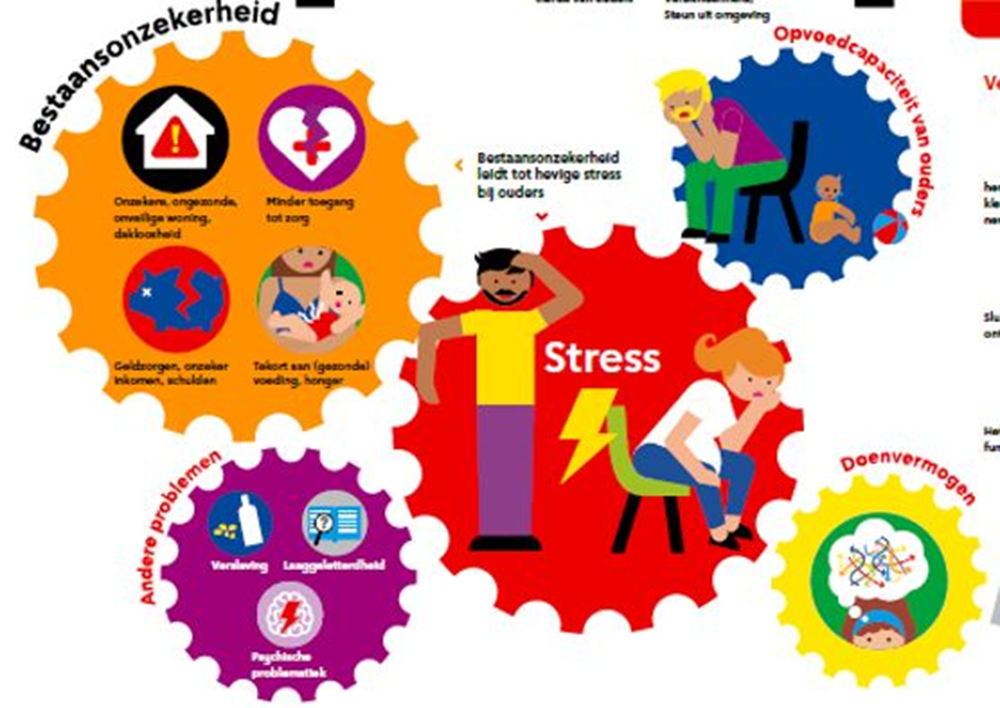 Steun uit omgeving
Bestaansonzekerheid
Opvoedcapaciteit van ouders
Bestaansonzekerheid
leidt tot hevige stress
bij ouders
Onzekere, ongezonde,
onveilige woning,
dakloosheid
Minder toegang
tot zorg
Geldzorgen, onzeker
inkomen, schulden
Tekort aan (gezonde)
voeding, honger
Stress
Andere problemen
Verslaving
Laaggeletterdheid
Psychische
problematiek
Doenvermogen
?